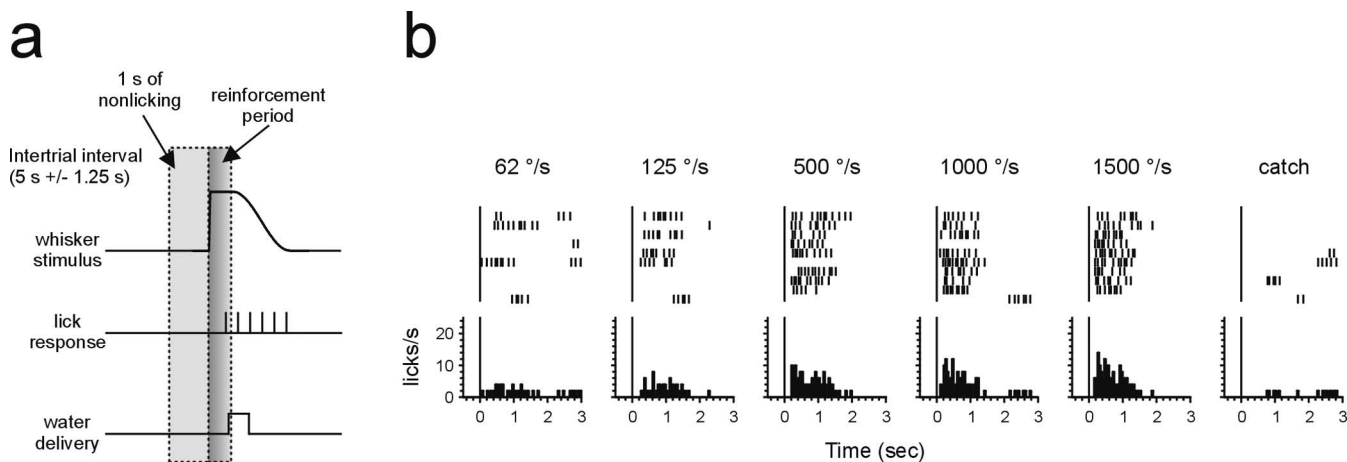 a
1 s of
nonlicking
reinforcement
period
Intertrial interval
(5 s +/- 1.25 s)
whisker
stimulus
lick
response
water
delivery
b
62 °/s 125 °/s 500 °/s 1000 °/s 1500 °/s catch
licks/s
20
10
0
0 1 2 3 0 1 2 3 0 1 2 3 0 1 2 3 0 1 2 3 0 1 2 3
Time (sec)